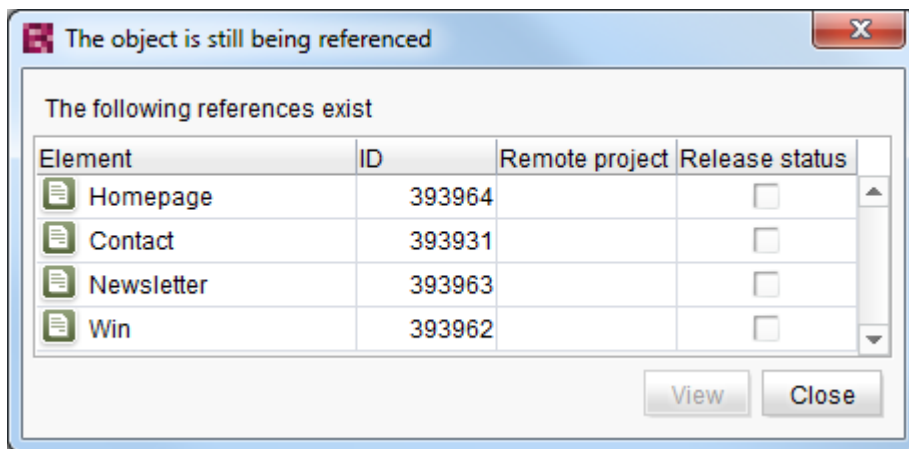 The object is still being referenced
The following references exist
Element ID Remote project Release status
Homepage 393964
Contact 393931
Newsletter 393963
Win 393962
View Close